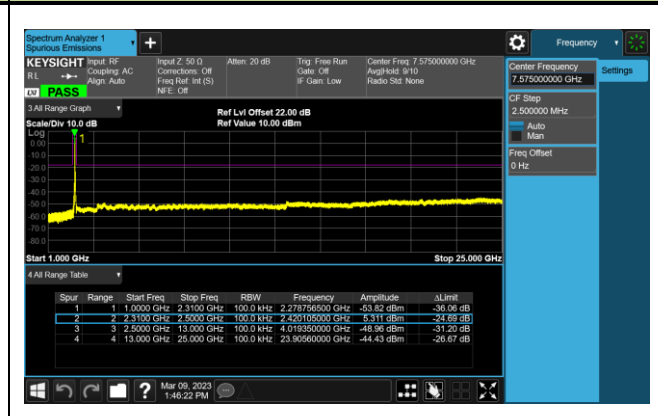 Spectrum Analyzer 1
Spurious Emissions
+
Frequency
KEYSIGHT Input: RF Input Z: 50 Ω Atten: 20 dB Trig: Free Run Center Freq: 7.575000000 GHz
RL Coupling: AC Corrections: Off Gate: Off Avg|Hold: 9/10
Align: Auto Freq Ref: Int (S) IF Gain: Low Radio Std: None
NFE: Off
LXI PASS
Center Frequency
7.575000000 GHz
Settings
CF Step
2.500000 MHz
Auto
Man
Freq Offset
0 Hz
3 All Range Graph
Scale/Div 10.0 dB
Ref Lvl Offset 22.00 dB
Ref Value 10.00 dBm
Log
1
0.00
-10.0
-20.0
-30.0
-40.0
-50.0
-60.0
-70.0
-80.0
Start 1.000 GHz Stop 25.000 GHz
4 All Range Table
Spur Range Start Freq Stop Freq RBW Frequency Amplitude ΔLimit
1 1 1.0000 GHz 2.3100 GHz 100.0 kHz 2.278756500 GHz -53.82 dBm -36.06 dB
2 2 2.3100 GHz 2.5000 GHz 100.0 kHz 2.420105000 GHz 5.311 dBm -24.69 dB
3 3 2.5000 GHz 13.000 GHz 100.0 kHz 4.019350000 GHz -48.96 dBm -31.20 dB
4 4 13.000 GHz 25.000 GHz 100.0 kHz 23.90560000 GHz -44.43 dBm -26.67 dB
?
Mar 09, 2023
1:46:22 PM